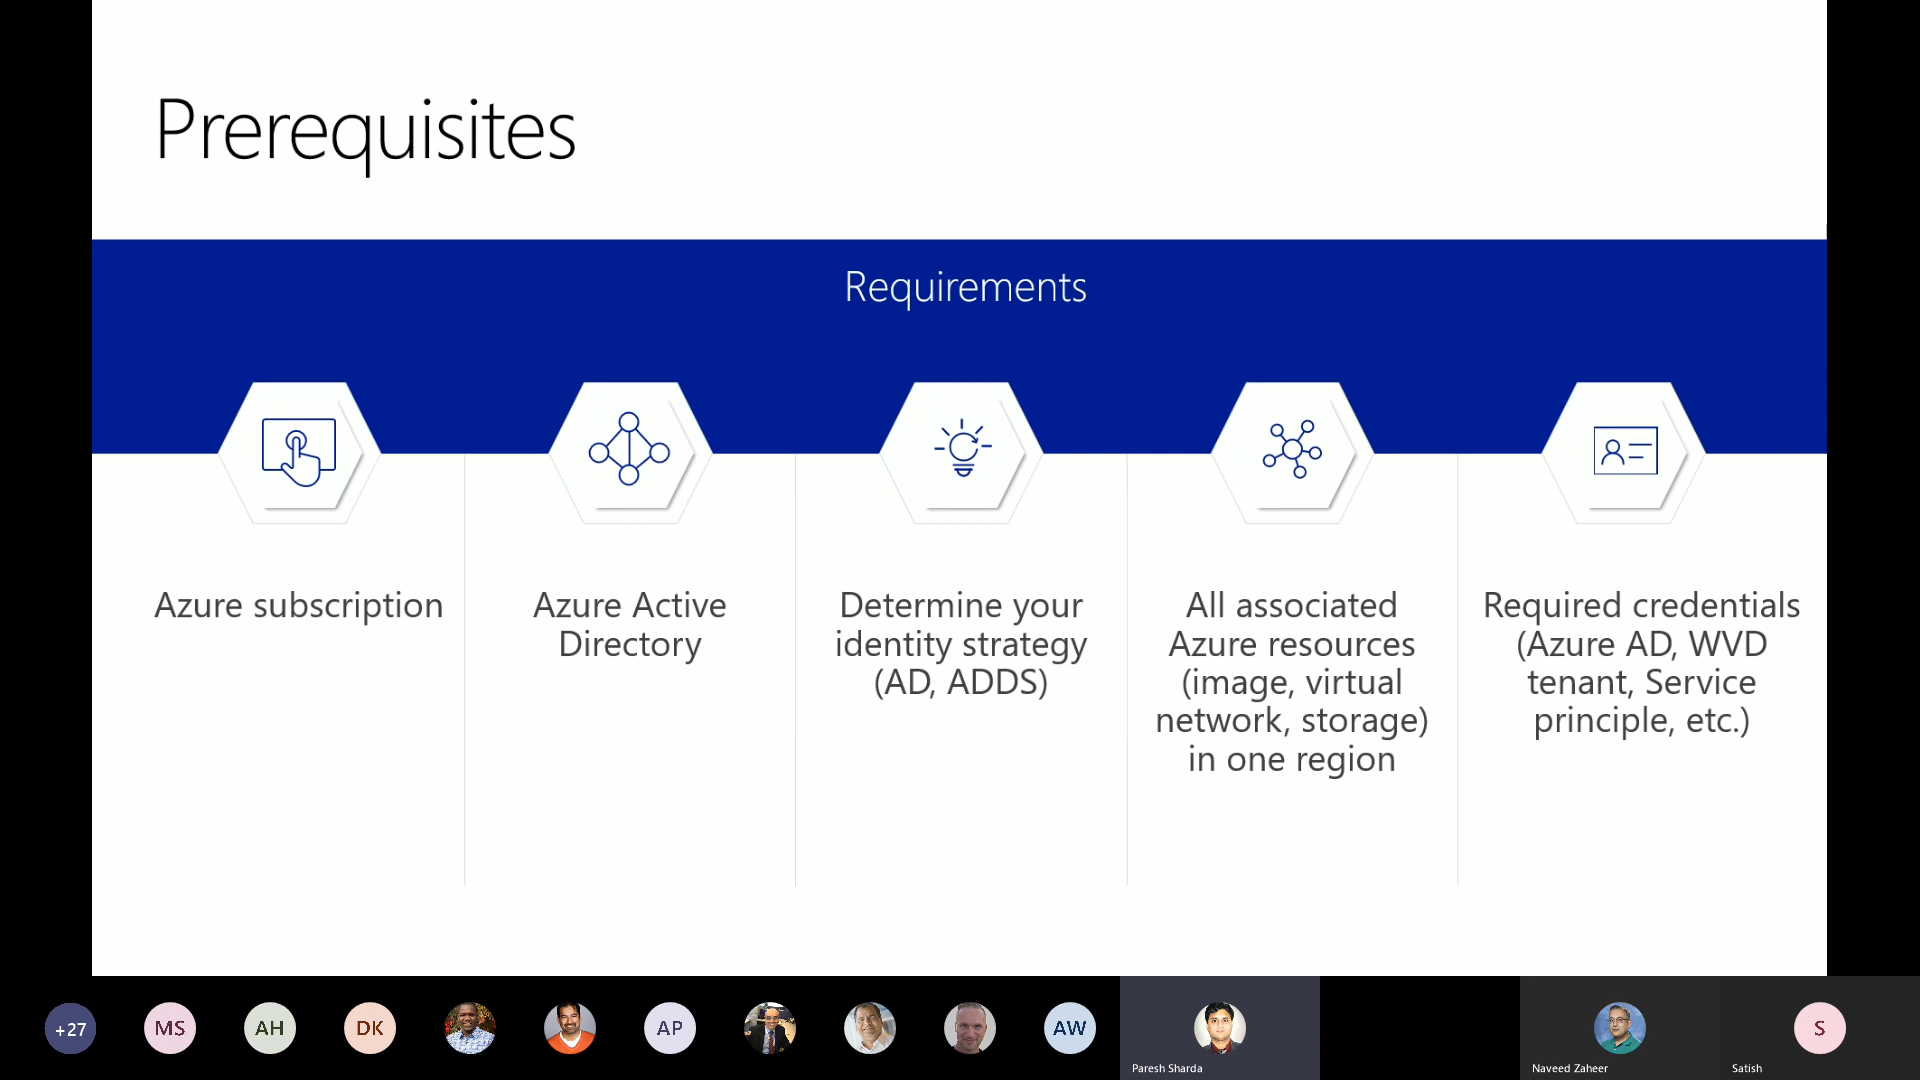 Prerequisites
Requirements
Azure subscription
Azure Active
Directory
Determine your
identity strategy
(AD, ADDS)
All associated
Azure resources
(image, virtual
network, storage)
in one region
Required credentials
(Azure AD, WVD
tenant, Service
principle, etc.)
+27
MS
AH
DK
AP
AW
Paresh Sharda
Naveed Zaheer
S
Satish